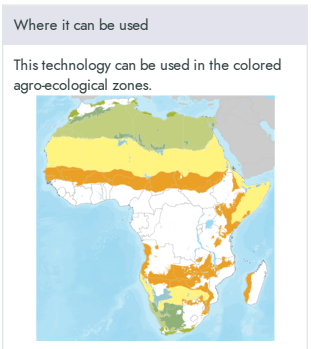 Where it can be used
This technology can be used in the colored
agro-ecological zones.